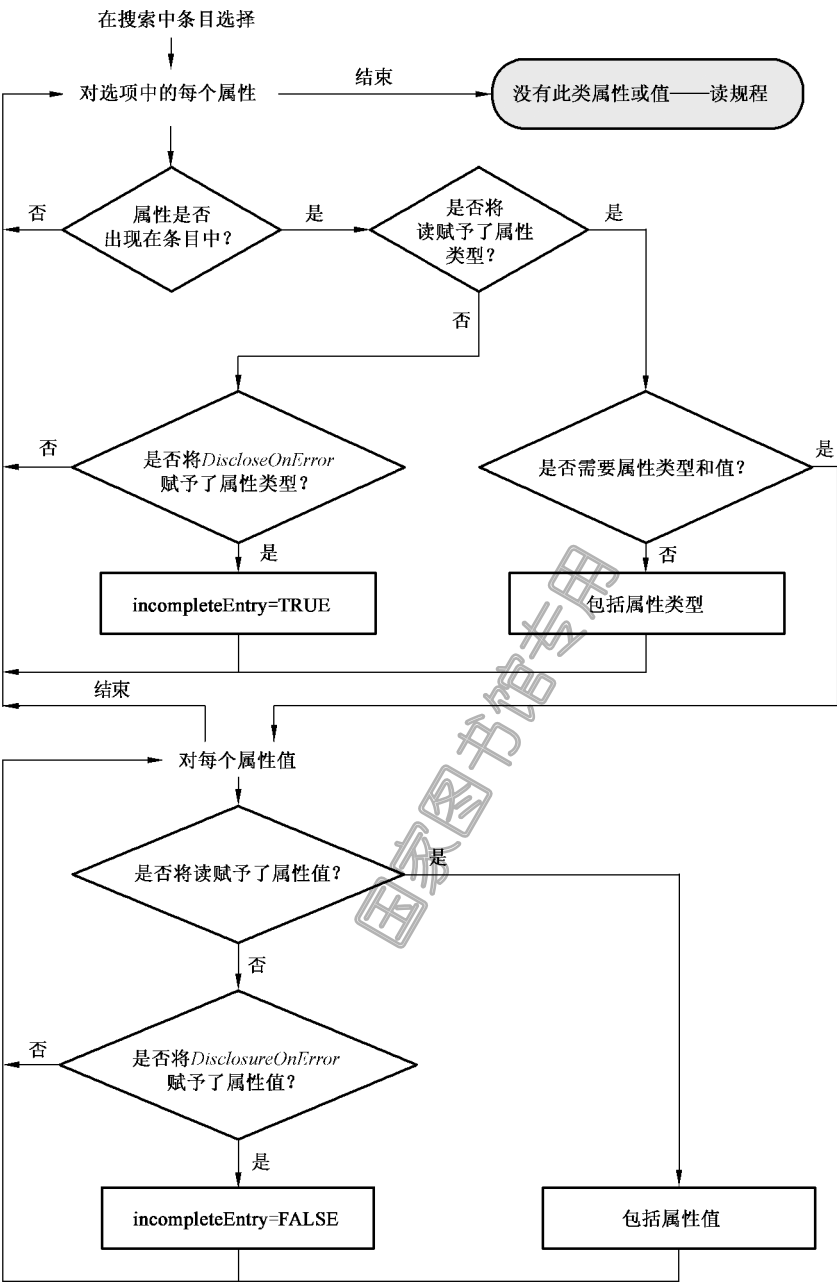 在搜索中条目选择
对选项中的每个属性
结束
没有此类属性或值——读规程
否
属性是否
出现在条目中？
是
是否将
读赋予了属性
类型？
是
否
否
是否将DiscloseOnError
赋予了属性类型？
是否需要属性类型和值？
是
是
否
incompleteEntry=TRUE
包括属性类型
结束
对每个属性值
是否将读赋予了属性值？
是
否
否
是否将DisclosureOnError
赋予了属性值？
是
incompleteEntry=FALSE
包括属性值
国家图书馆专用